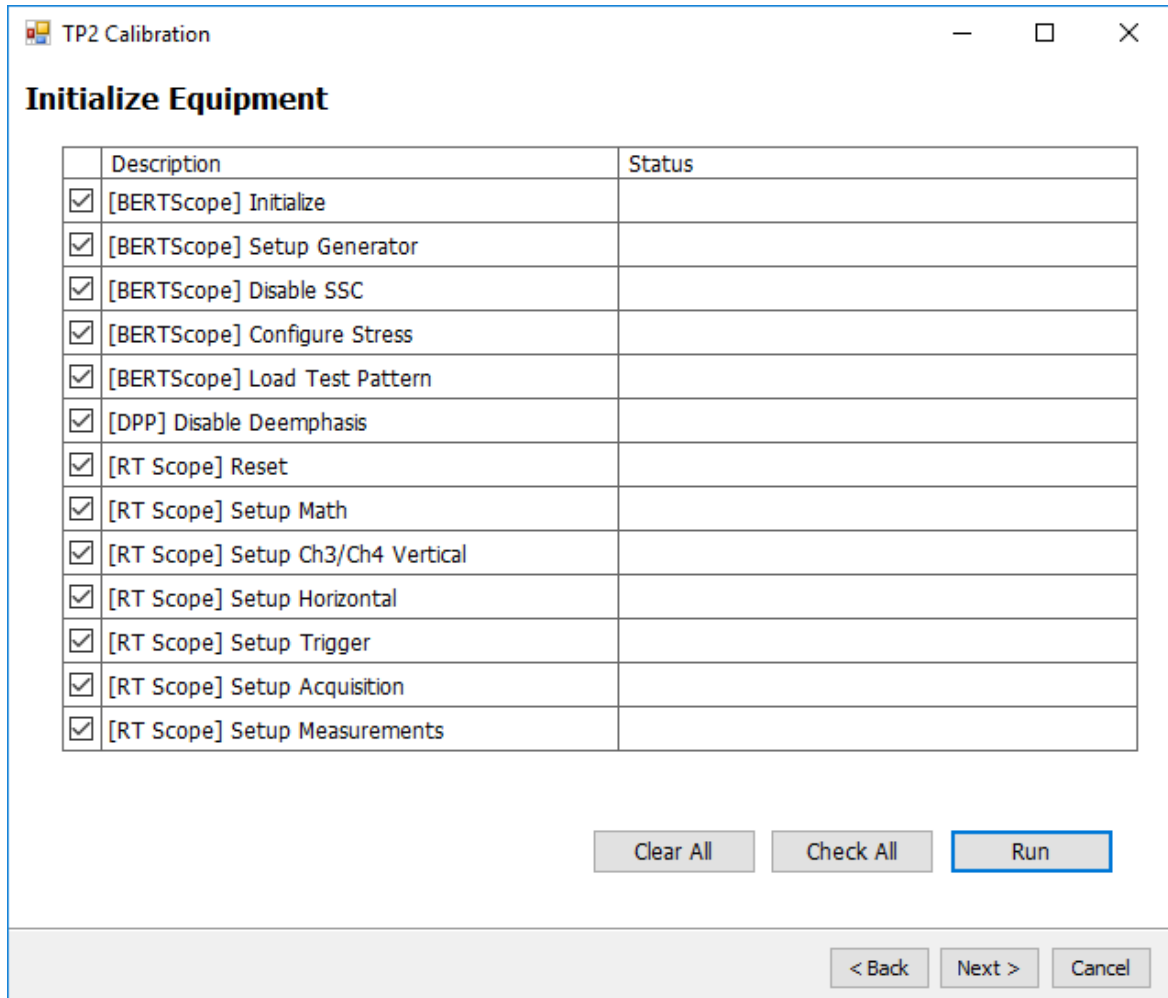 TP2 Calibration
Initialize Equipment
Description Status
[BERTScope] Initialize
[BERTScope] Setup Generator
[BERTScope] Disable SSC
[BERTScope] Configure Stress
[BERTScope] Load Test Pattern
[DPP] Disable Deemphasis
[RT Scope] Reset
[RT Scope] Setup Math
[RT Scope] Setup Ch3/Ch4 Vertical
[RT Scope] Setup Horizontal
[RT Scope] Setup Trigger
[RT Scope] Setup Acquisition
[RT Scope] Setup Measurements
Clear All Check All Run
< Back Next > Cancel